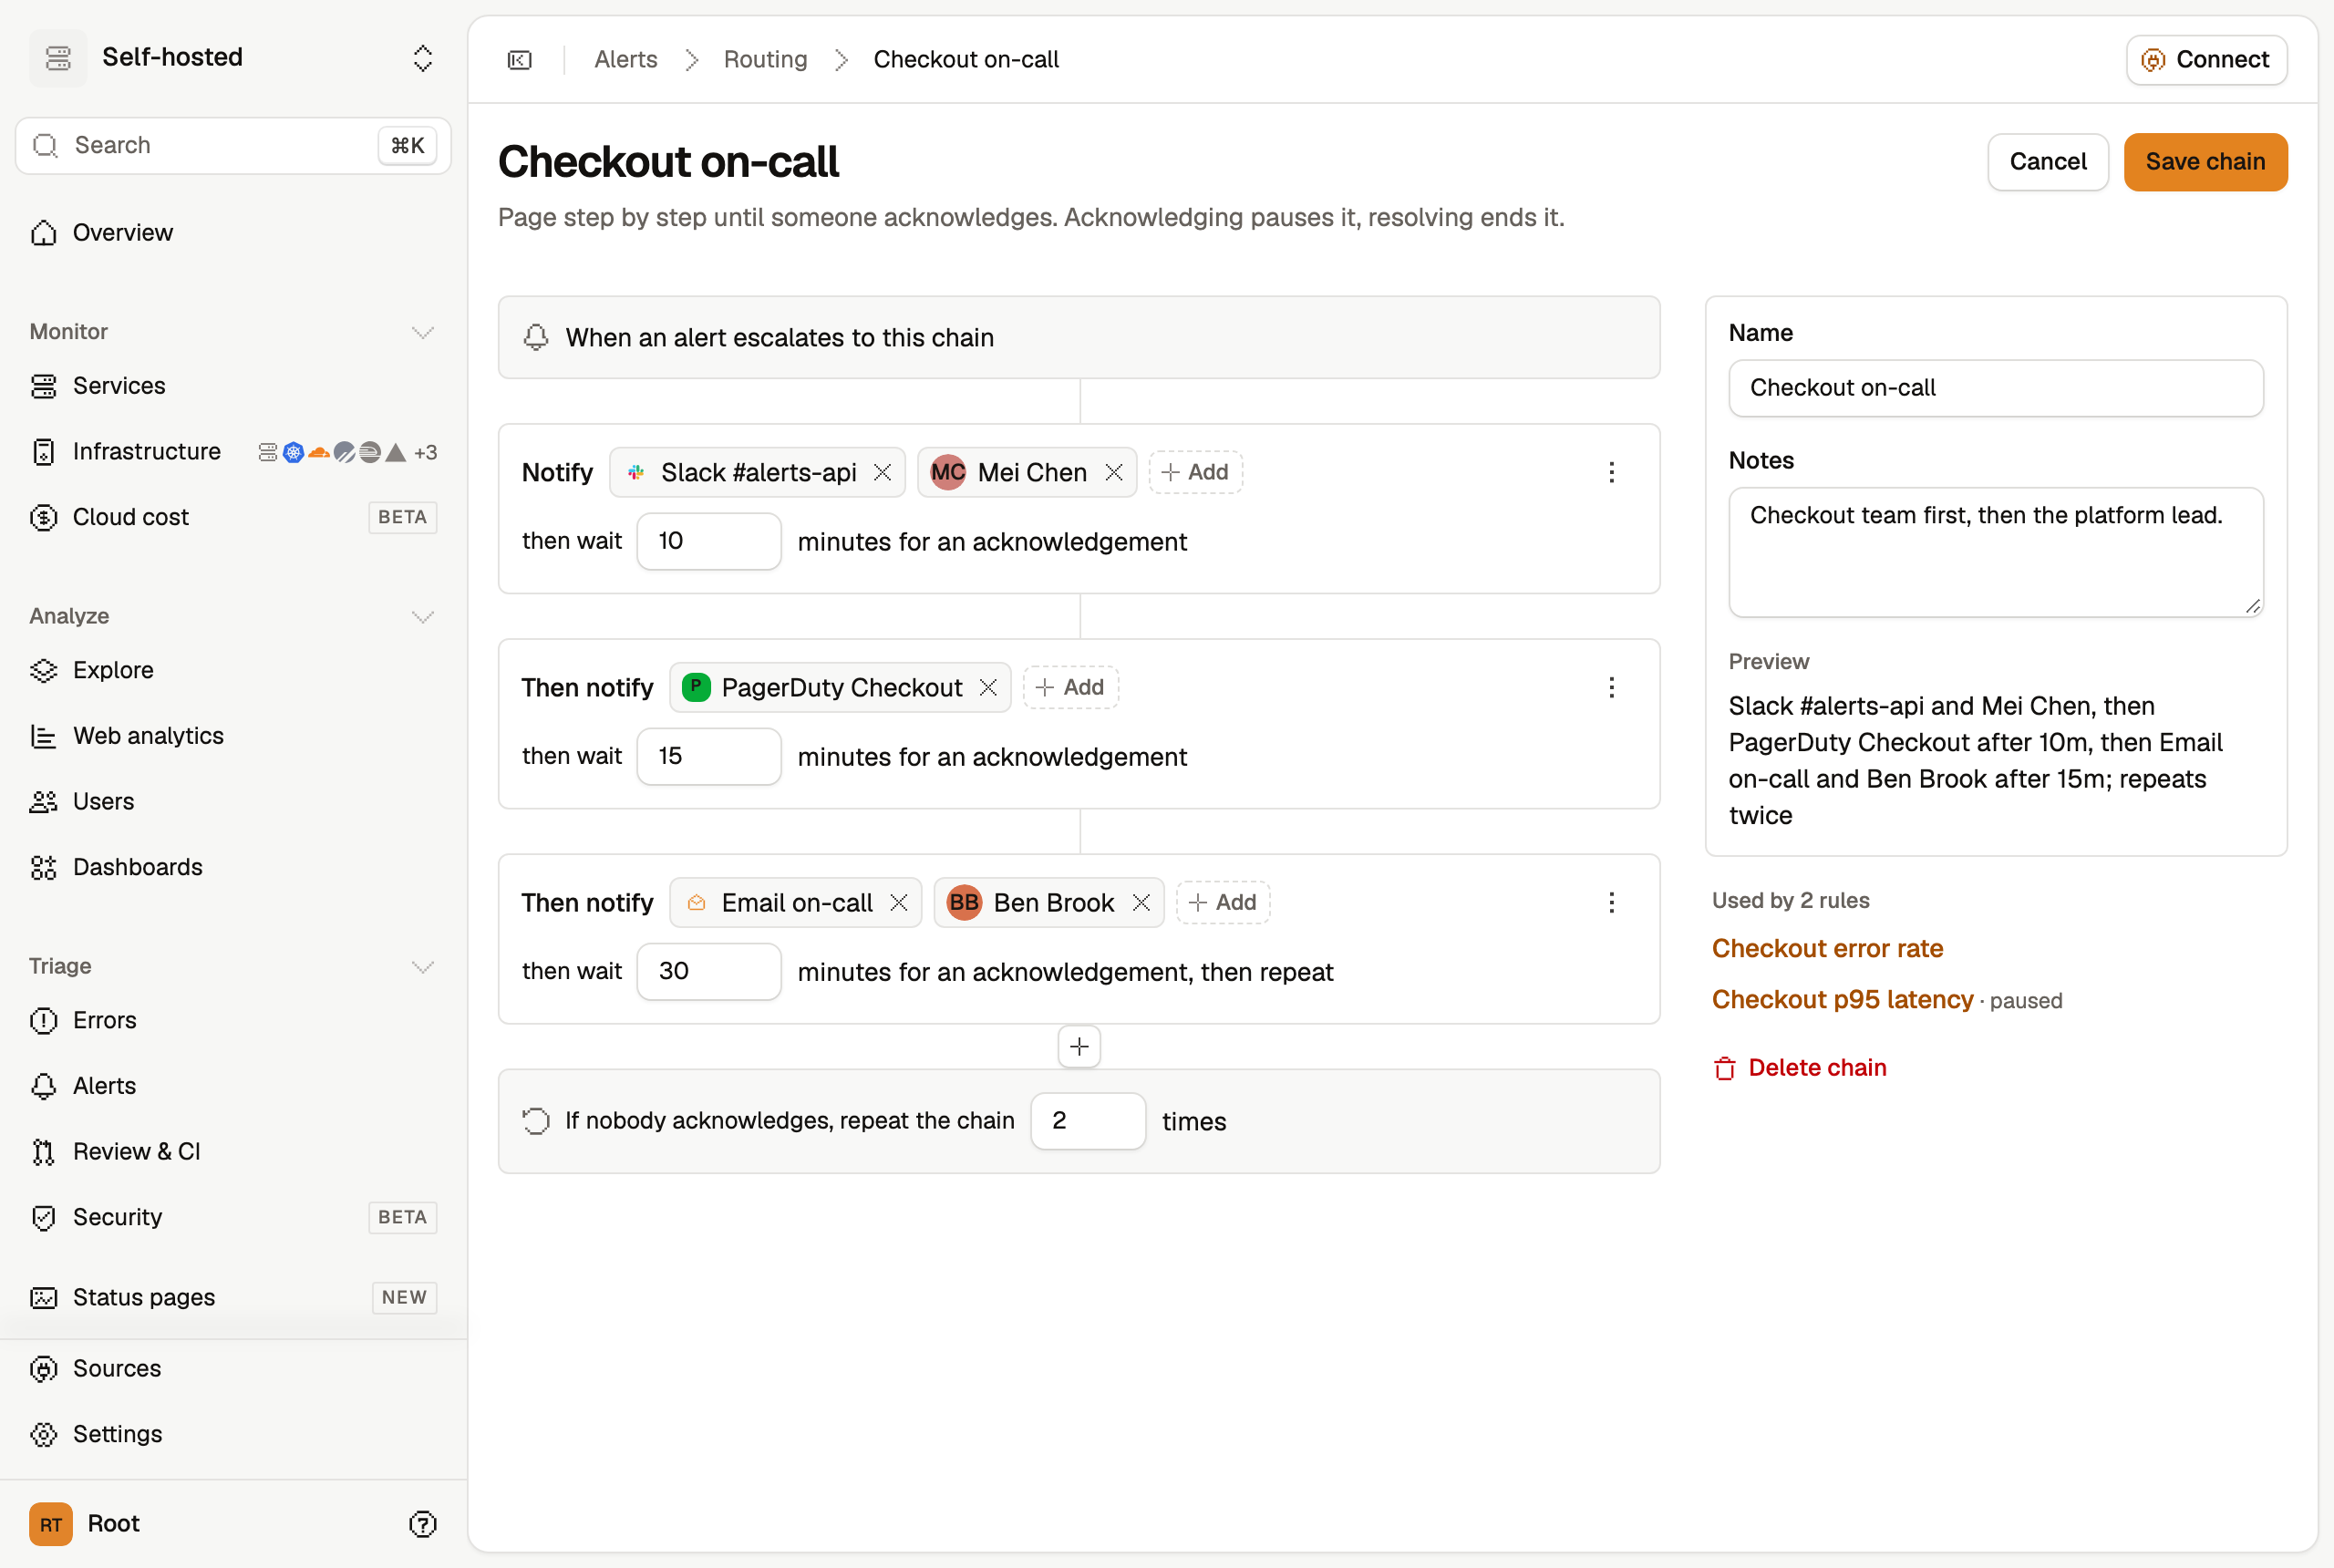 Self-hosted
Search
⌘K
Overview
Monitor
Services
Infrastructure
+3
Cloud cost
BETA
Analyze
Explore
Web analytics
Users
Dashboards
Triage
Errors
Alerts
Review & CI
Security
BETA
Status pages
NEW
Sources
Settings
RT
Root
Alerts
Routing
Checkout on-call
Connect
Checkout on-call
Cancel
Save chain
Page step by step until someone acknowledges. Acknowledging pauses it, resolving ends it.
When an alert escalates to this chain
Notify
Slack #alerts-api
MC
Mei Chen
Add
then wait
10
minutes for an acknowledgement
Then notify
P
PagerDuty Checkout
Add
then wait
15
minutes for an acknowledgement
Then notify
Email on-call
BB
Ben Brook
Add
then wait
30
minutes for an acknowledgement, then repeat
If nobody acknowledges, repeat the chain
2
times
Name
Checkout on-call
Notes
Checkout team first, then the platform lead.
Preview
Slack #alerts-api and Mei Chen, then
PagerDuty Checkout after 10m, then Email
on-call and Ben Brook after 15m; repeats
twice
Used by 2 rules
Checkout error rate
Checkout p95 latency · paused
Delete chain